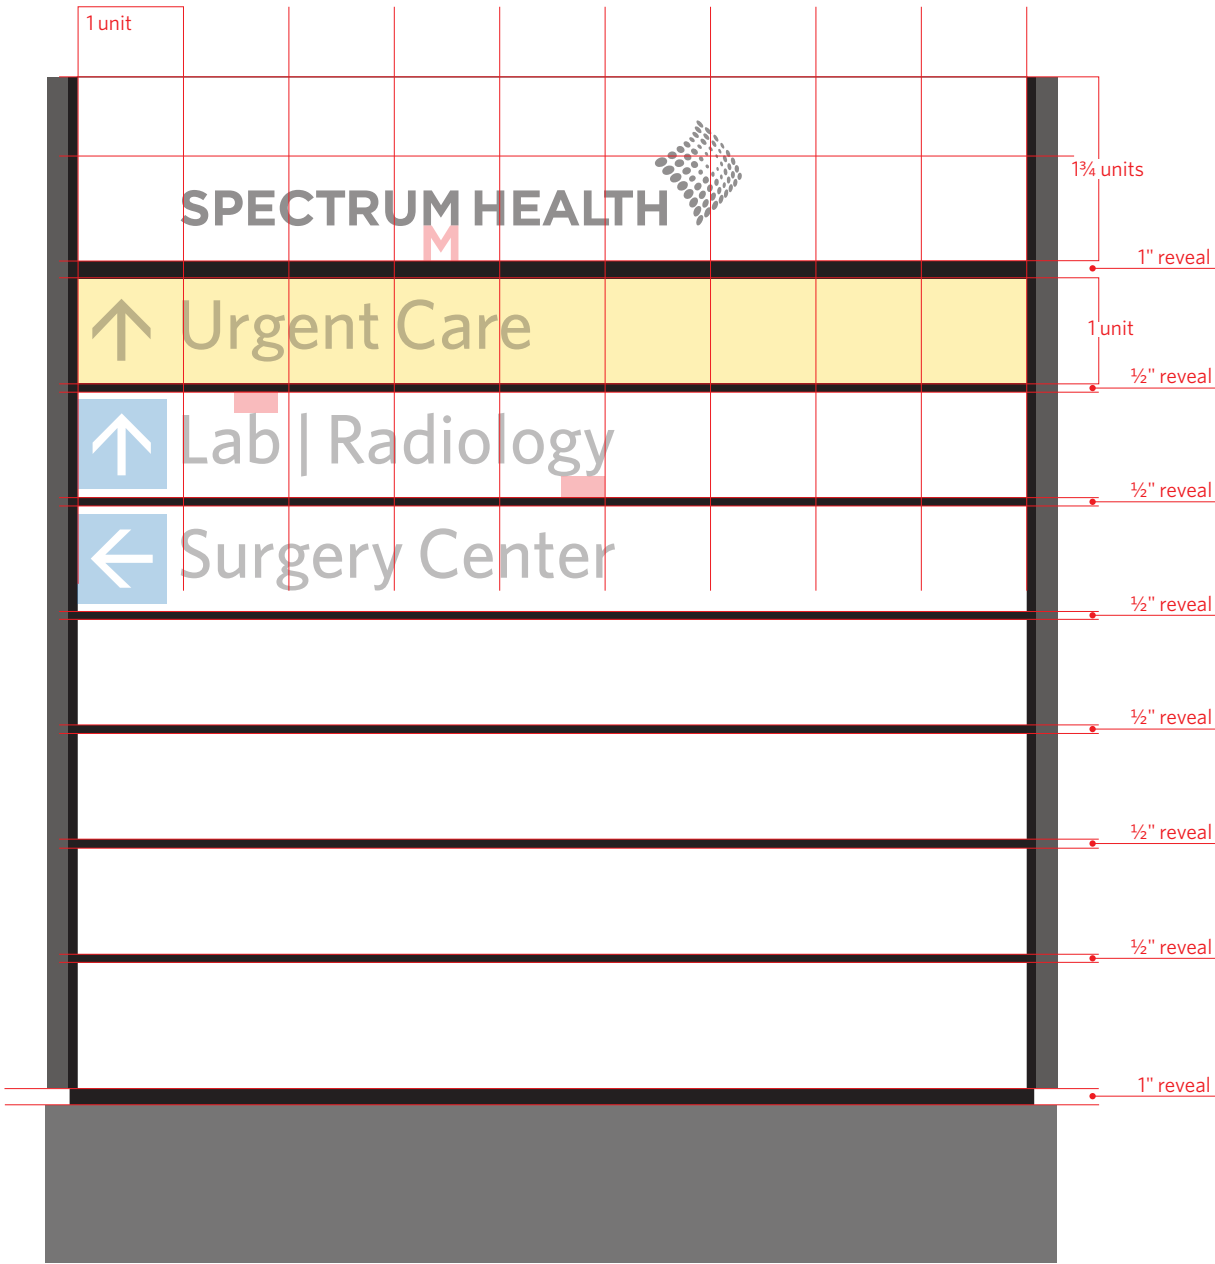 1 unit
1¾ units
SPECTRUM HEALTH
M
1" reveal
Urgent Care
1 unit
½" reveal
Lab | Radiology
½" reveal
Surgery Center
½" reveal
½" reveal
½" reveal
½" reveal
1" reveal